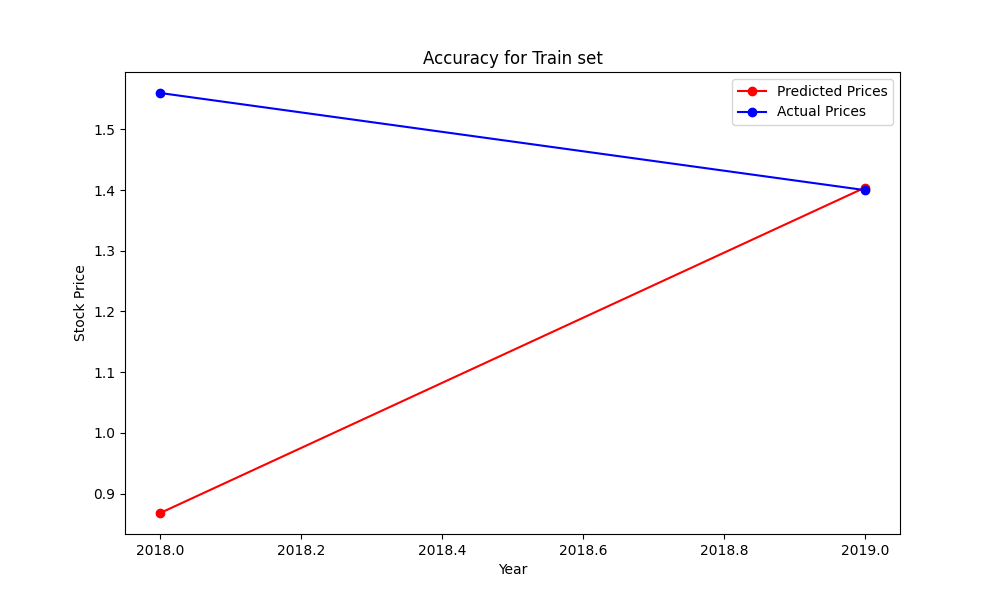 Accuracy for Train set
Predicted Prices
Actual Prices
Stock Price
1.5
1.4
1.3
1.2
1.1
1.0
0.9
2018.0
2018.2
2018.4
2018.6
2018.8
2019.0
Year